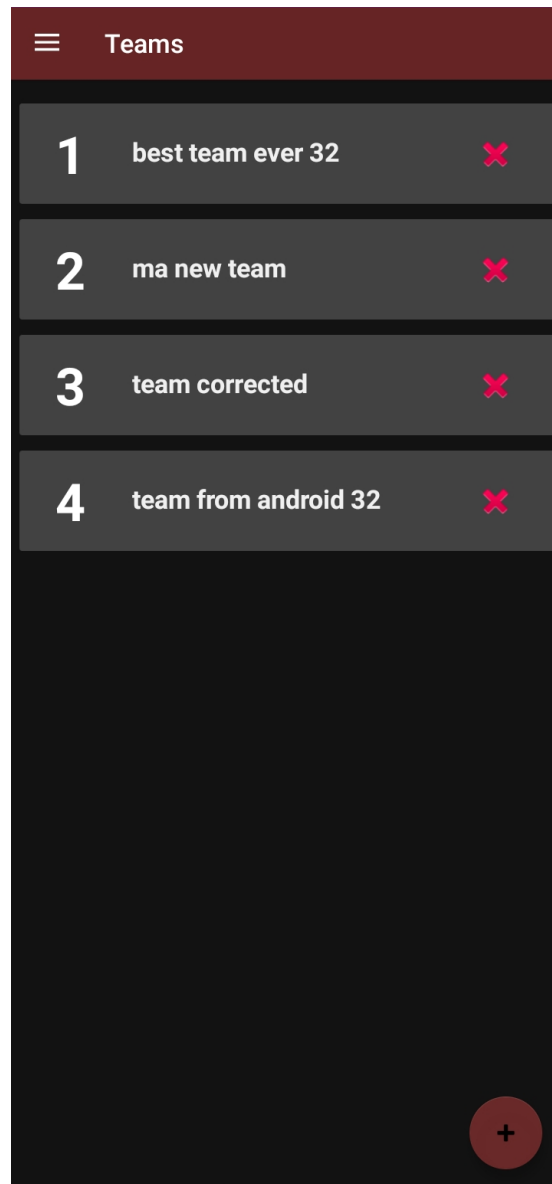 Teams
1 best team ever 32
2 ma new team
3 team corrected
4 team from android 32
+